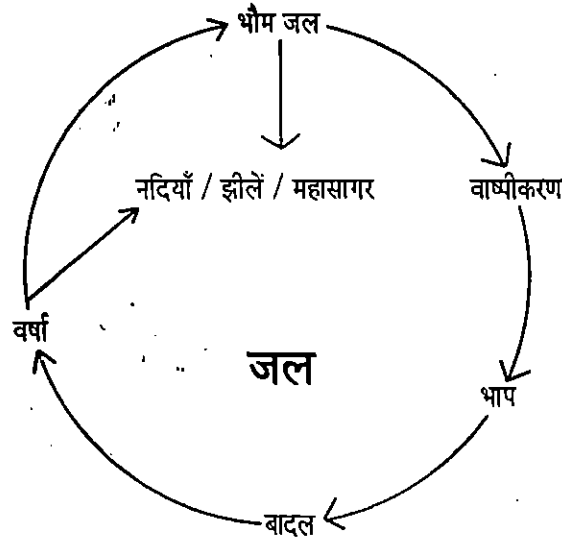 भौम जल
नदियाँ / झीलें / महासागर
वाष्पीकरण
वर्षा
जल
भाप
बादल